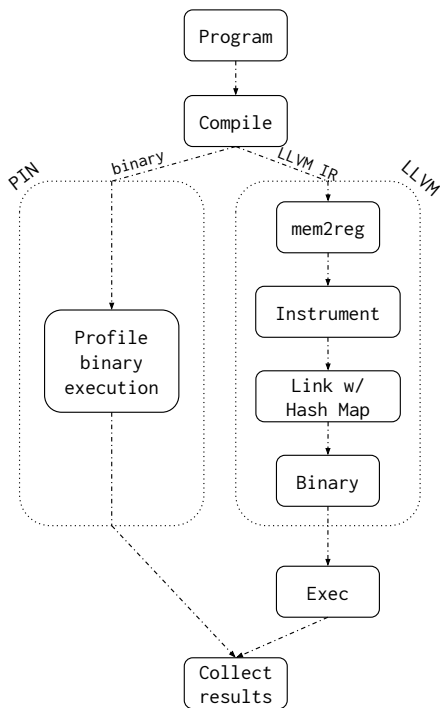 Program
Compile
PIN
binary
LLVM IR
LLVM
mem2reg
Instrument
Profile
binary
execution
Link w/
Hash Map
Binary
Exec
Collect
results